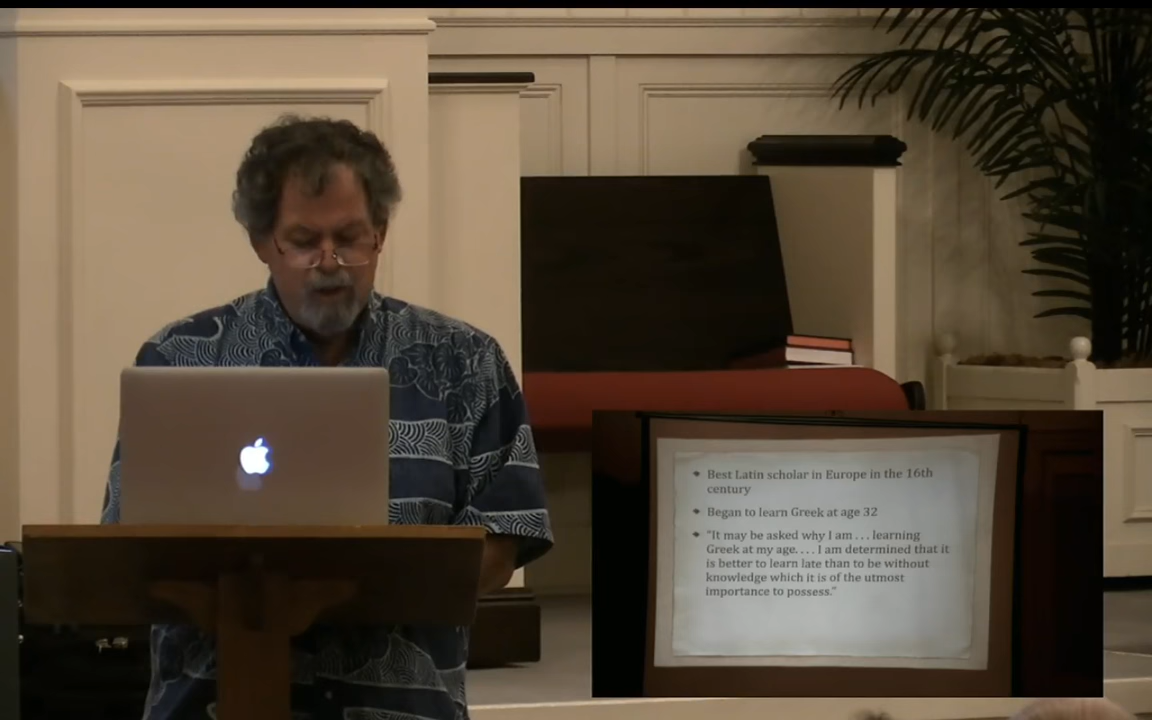 Best Latin scholar in Europe in the 16th
century
Began to learn Greek at age 32
"It may be asked why I am . . . learning
Greek at my age. . . . I am determined that it
is better to learn late than to be without
knowledge which it is of the utmost
importance to possess."